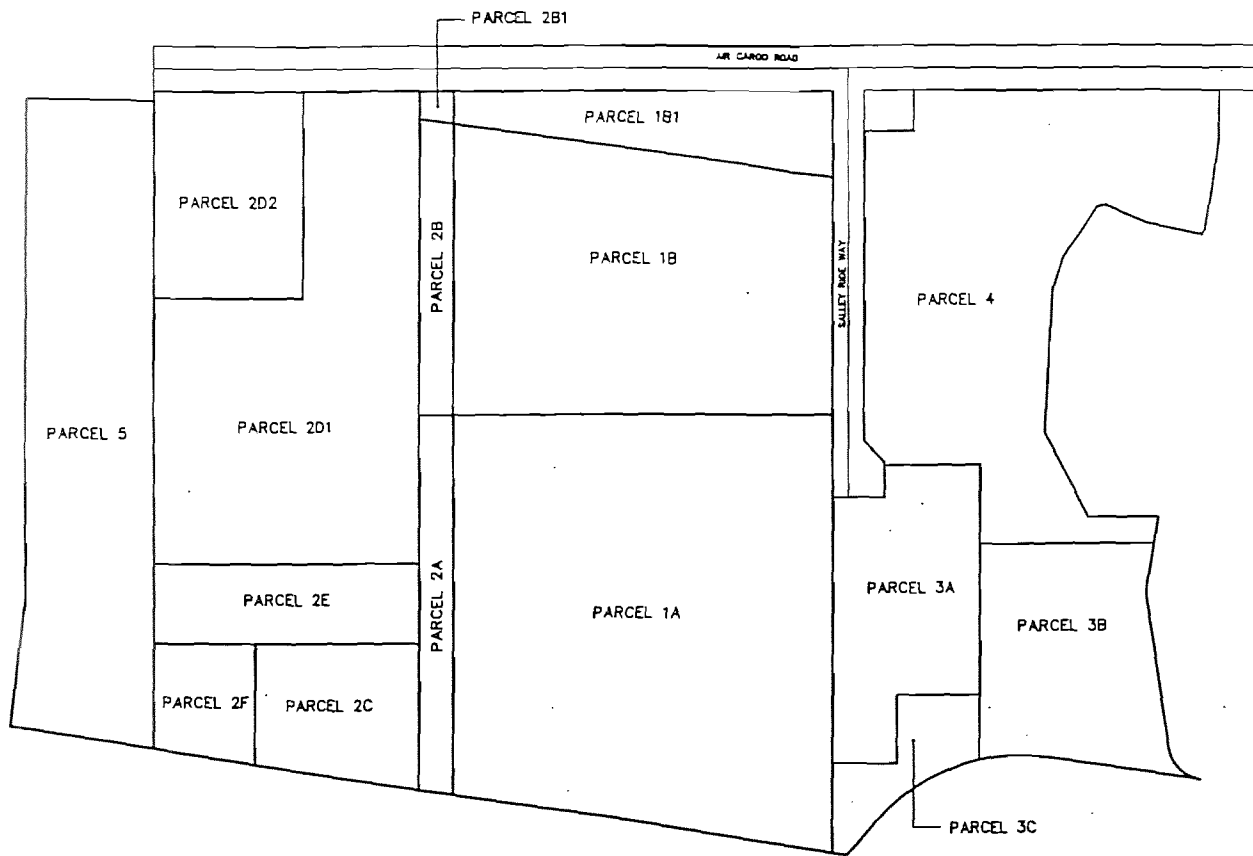 PARCEL 2B1
AIR CARGO ROAD
PARCEL 1B1
PARCEL 2D2
PARCEL 2B
PARCEL 1B
SALLEY RIDE WAY
PARCEL 4
PARCEL 5
PARCEL 2D1
PARCEL 2A
PARCEL 3A
PARCEL 2E
PARCEL 1A
PARCEL 3B
PARCEL 2F
PARCEL 2C
PARCEL 3C